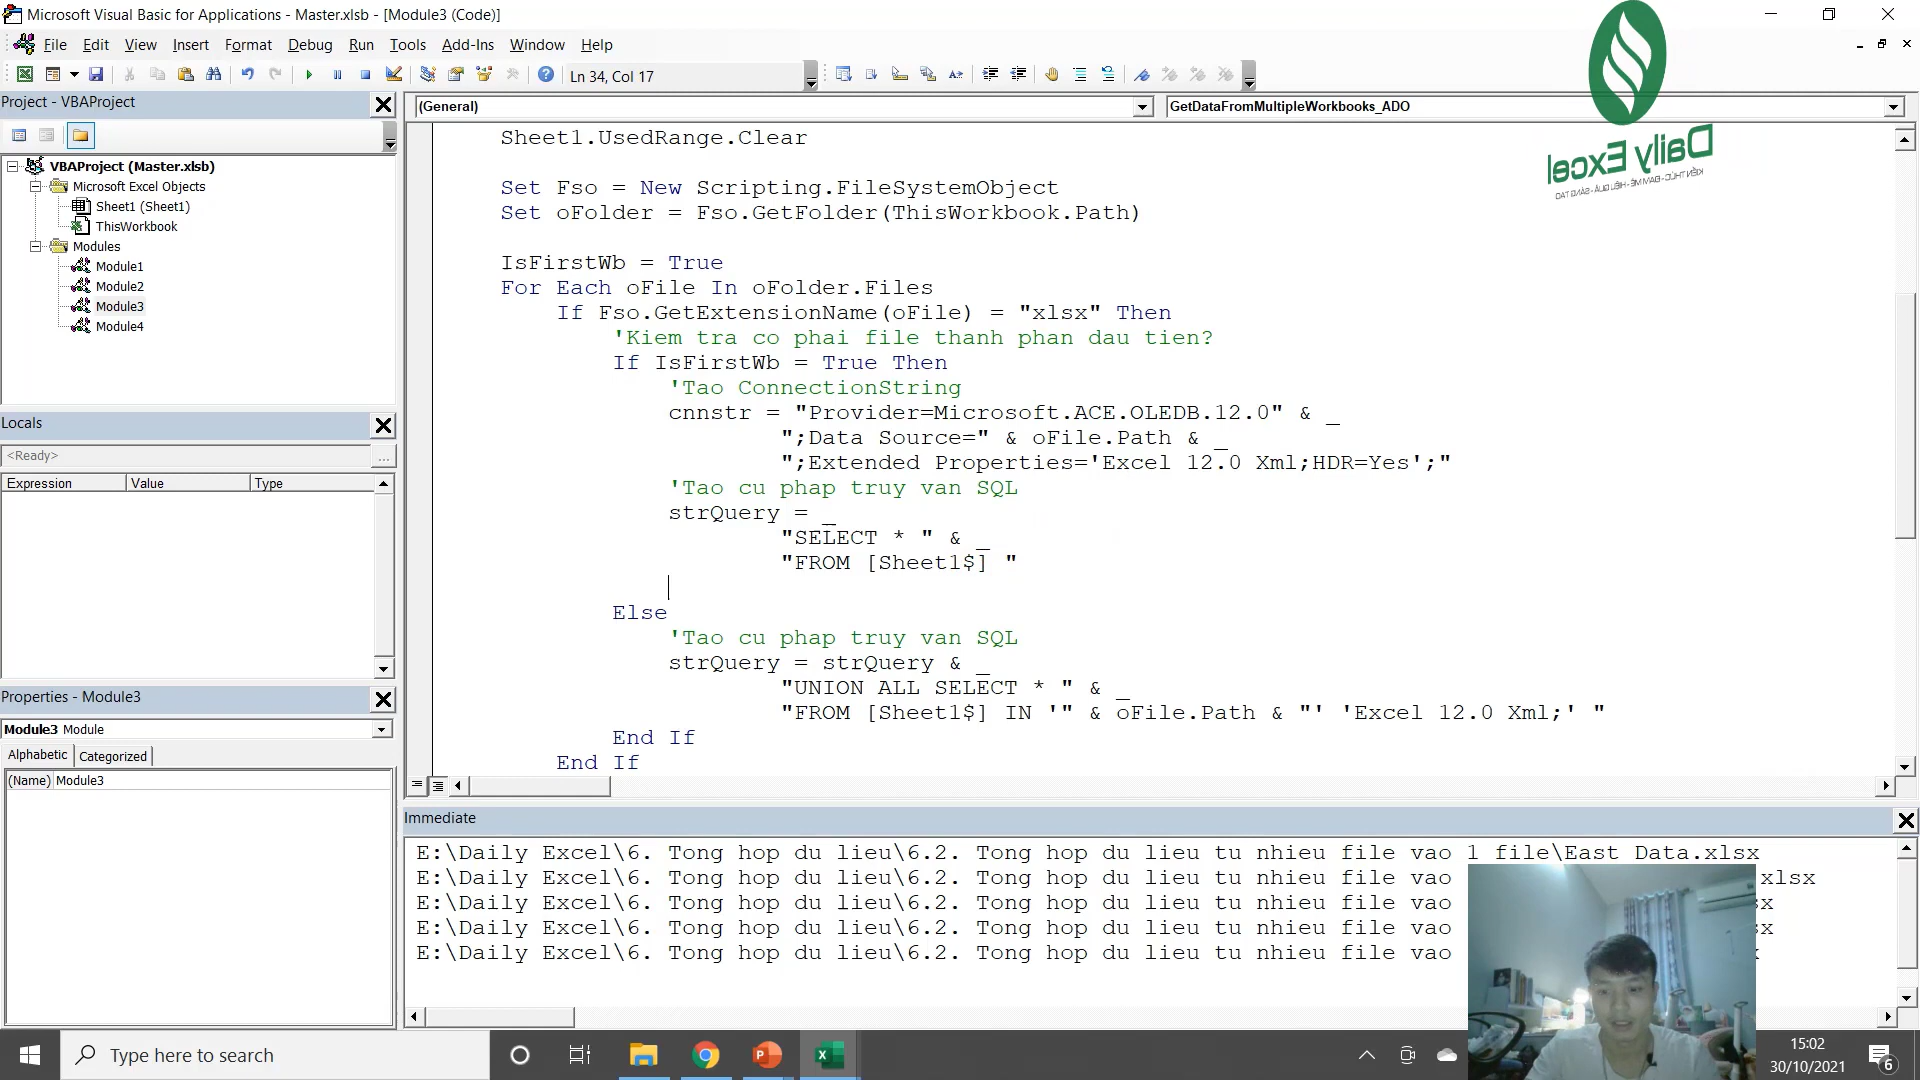 Microsoft Visual Basic for Applications - Master.xlsb - [Module3 (Code)]
File Edit View Insert Format Debug Run Tools Add-Ins Window Help
Ln 34, Col 17
Project - VBAProject
(General)
GetDataFromMultipleWorkbooks_ADO
VBAProject (Master.xlsb)
Microsoft Excel Objects
Sheet1 (Sheet1)
ThisWorkbook
Modules
Module1
Module2
Module3
Module4
Locals
<Ready>
...
Expression Value Type
Properties - Module3
Module3 Module
Alphabetic Categorized
(Name) Module3
Sheet1.UsedRange.Clear
Set Fso = New Scripting.FileSystemObject
Set oFolder = Fso.GetFolder(ThisWorkbook.Path)
IsFirstWb = True
For Each oFile In oFolder.Files
If Fso.GetExtensionName(oFile) = "xlsx" Then
'Kiem tra co phai file thanh phan dau tien?
If IsFirstWb = True Then
'Tao ConnectionString
cnnstr = "Provider=Microsoft.ACE.OLEDB.12.0" & _
";Data Source=" & oFile.Path & _
";Extended Properties='Excel 12.0 Xml;HDR=Yes';"
'Tao cu phap truy van SQL
strQuery = _
"SELECT * " & _
"FROM [Sheet1$] "
Else
'Tao cu phap truy van SQL
strQuery = strQuery & _
"UNION ALL SELECT * " & _
"FROM [Sheet1$] IN '" & oFile.Path & "' 'Excel 12.0 Xml;' "
End If
End If
Daily Excel
KIẾN THỨC - ĐAM MÊ - HIỆU QUẢ - SÁNG TẠO
Immediate
E:\Daily Excel\6. Tong hop du lieu\6.2. Tong hop du lieu tu nhieu file vao 1 file\East Data.xlsx
E:\Daily Excel\6. Tong hop du lieu\6.2. Tong hop du lieu tu nhieu file vao xlsx
E:\Daily Excel\6. Tong hop du lieu\6.2. Tong hop du lieu tu nhieu file vao sx
E:\Daily Excel\6. Tong hop du lieu\6.2. Tong hop du lieu tu nhieu file vao sx
E:\Daily Excel\6. Tong hop du lieu\6.2. Tong hop du lieu tu nhieu file vao
Type here to search
15:02
30/10/2021
6